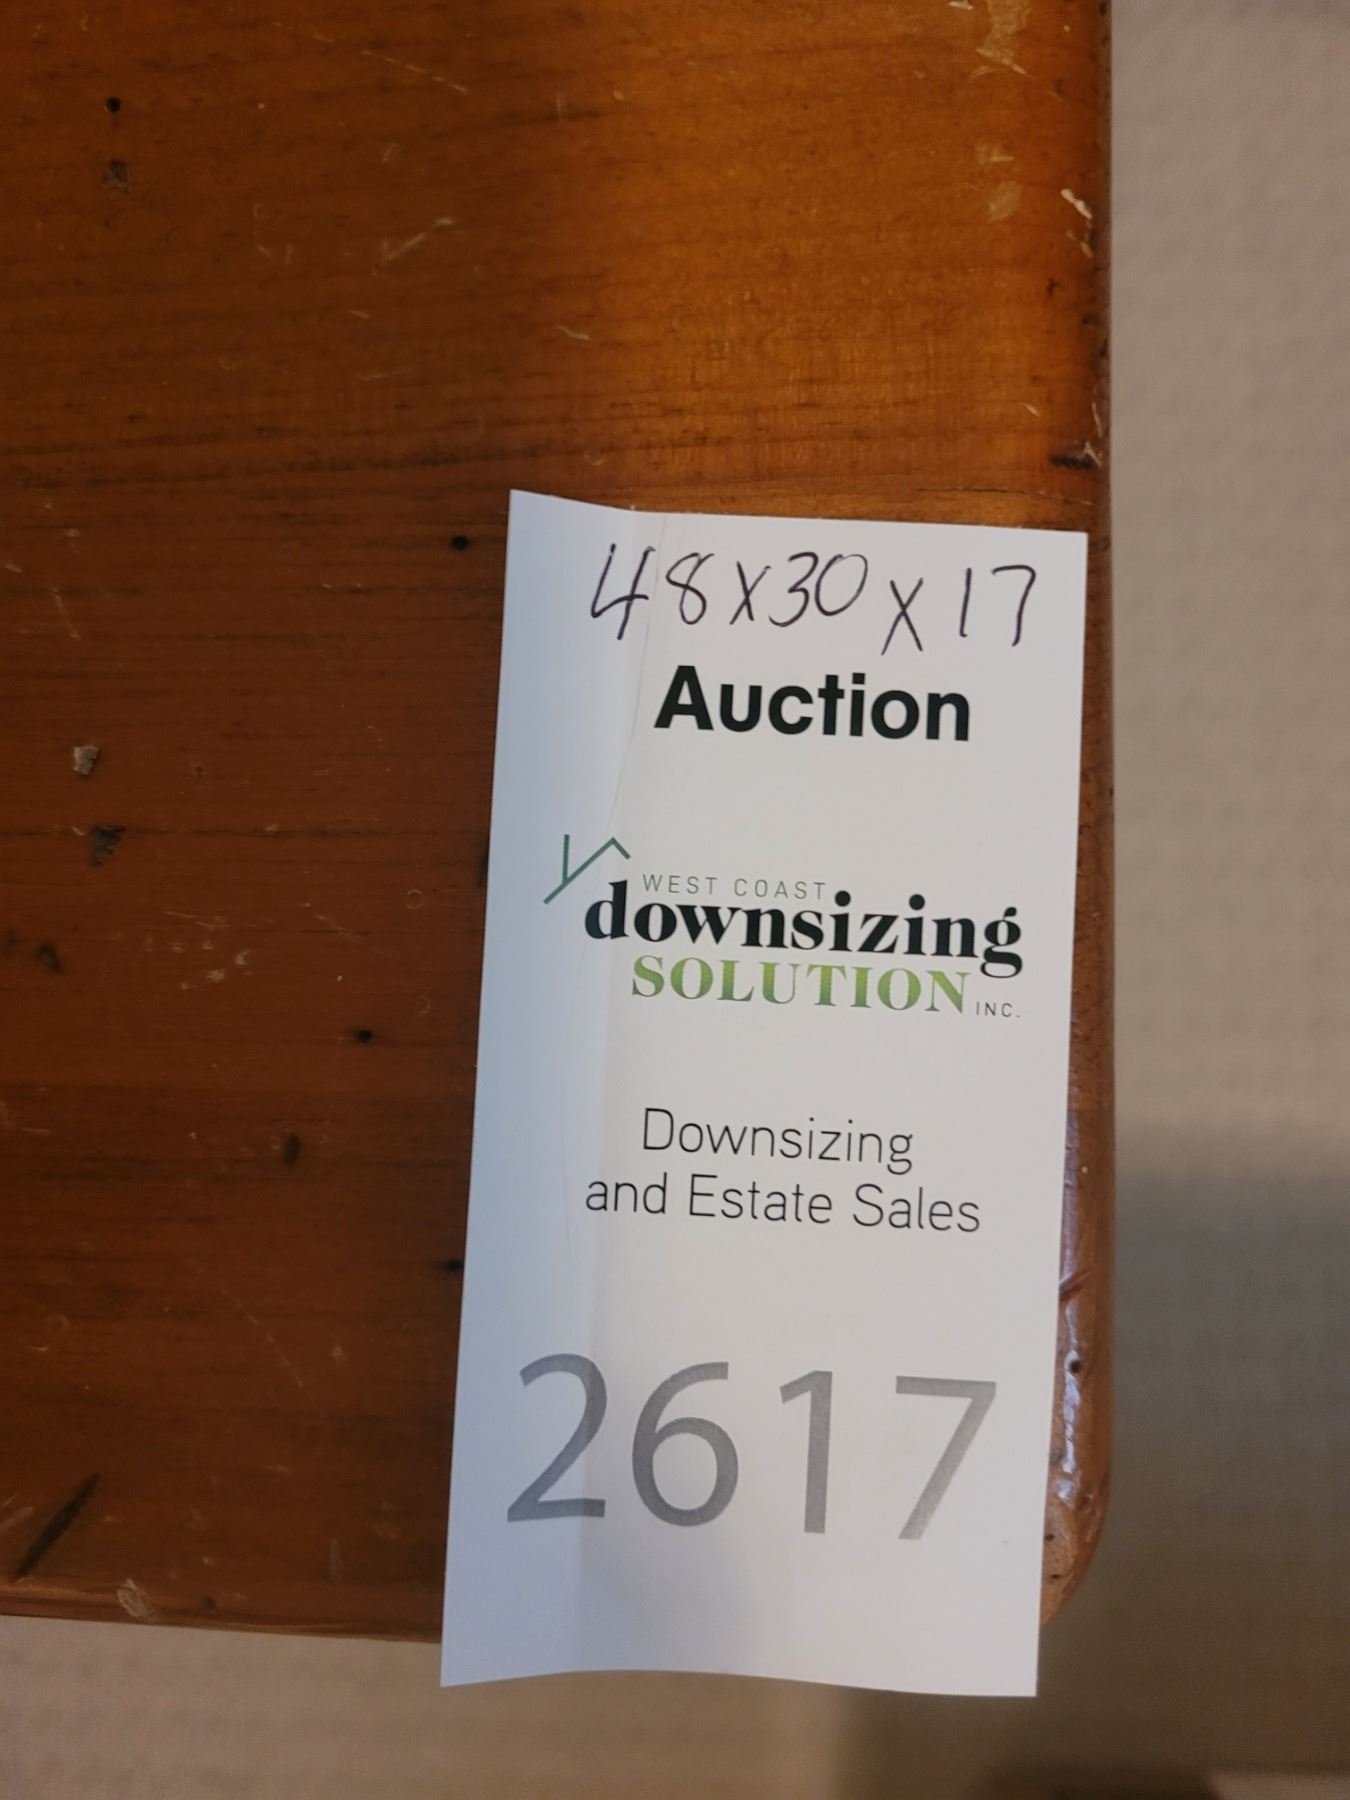 48x30x17
Auction
WEST COAST
downsizing
SOLUTION INC.
Downsizing
and Estate Sales
2617